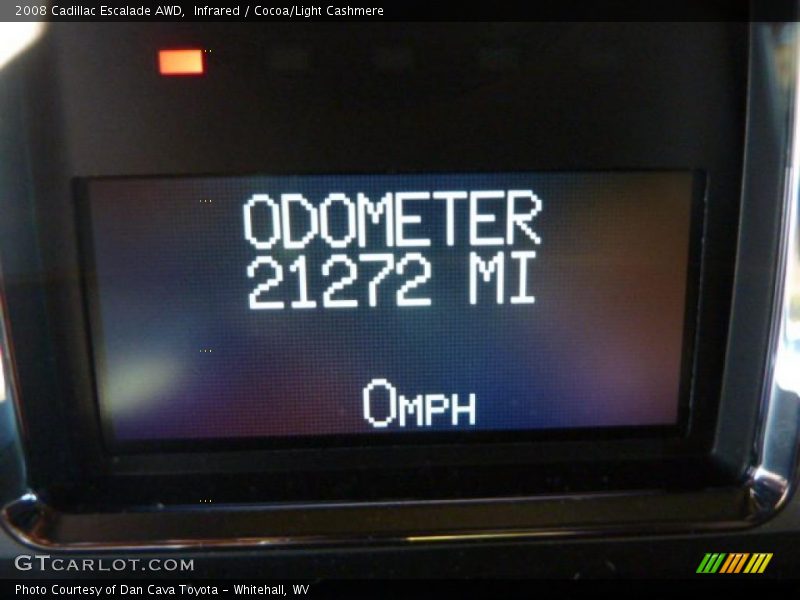 2008 Cadillac Escalade AWD,  Infrared / Cocoa/Light Cashmere
ODOMETER
21272 MI
0MPH
GTCARLOT.COM
Photo Courtesy of Dan Cava Toyota - Whitehall, WV